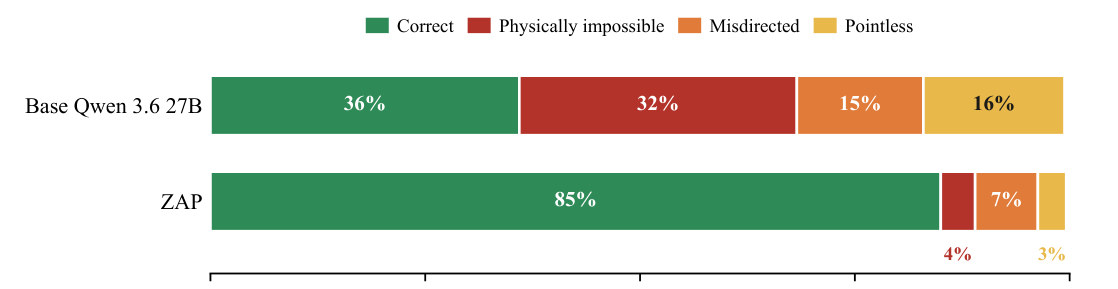 Correct Physically impossible Misdirected Pointless
Base Qwen 3.6 27B 36% 32% 15% 16%
ZAP 85% 7%
4% 3%